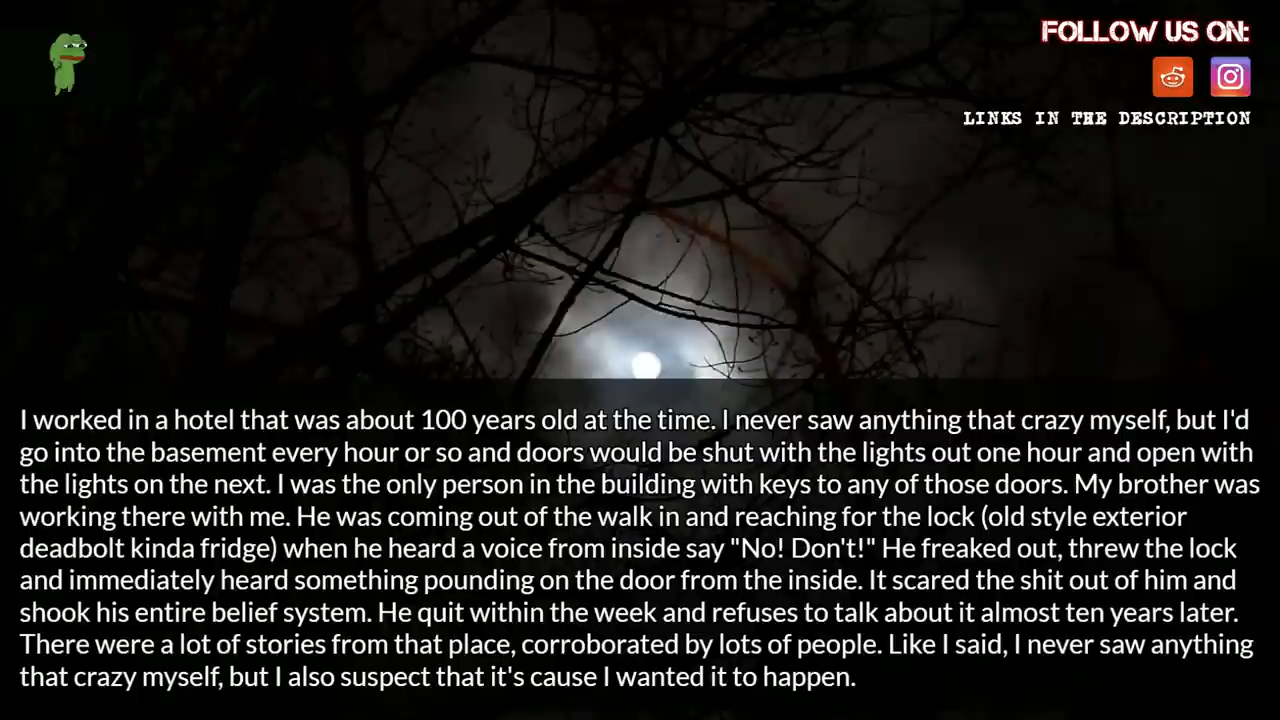 FOLLOW US ON:
LINKS IN THE DESCRIPTION
I worked in a hotel that was about 100 years old at the time. I never saw anything that crazy myself, but I'd
go into the basement every hour or so and doors would be shut with the lights out one hour and open with
the lights on the next. I was the only person in the building with keys to any of those doors. My brother was
working there with me. He was coming out of the walk in and reaching for the lock (old style exterior
deadbolt kinda fridge) when he heard a voice from inside say "No! Don't!" He freaked out, threw the lock
and immediately heard something pounding on the door from the inside. It scared the shit out of him and
shook his entire belief system. He quit within the week and refuses to talk about it almost ten years later.
There were a lot of stories from that place, corroborated by lots of people. Like I said, I never saw anything
that crazy myself, but I also suspect that it's cause I wanted it to happen.